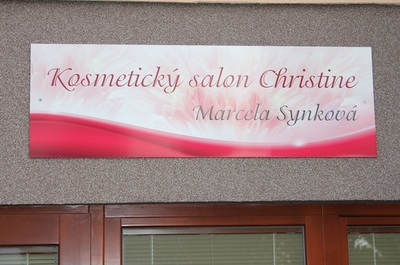 Kosmetický salon Christine
Marcela Synková